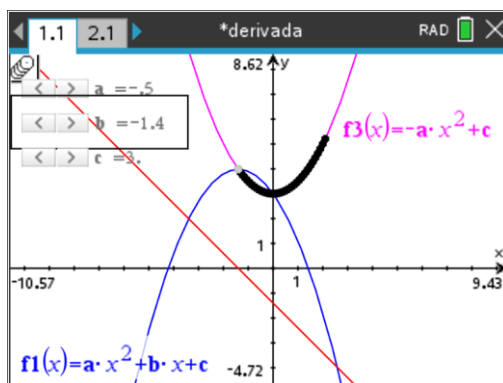 1.1 2.1 *derivada RAD
8.62 y
< > a =-.5
< > b =-1.4
< > c =3.
f3(x)=-a·x²+c
1
x
-10.57 1 9.43
f1(x)=a·x²+b·x+c
-4.72